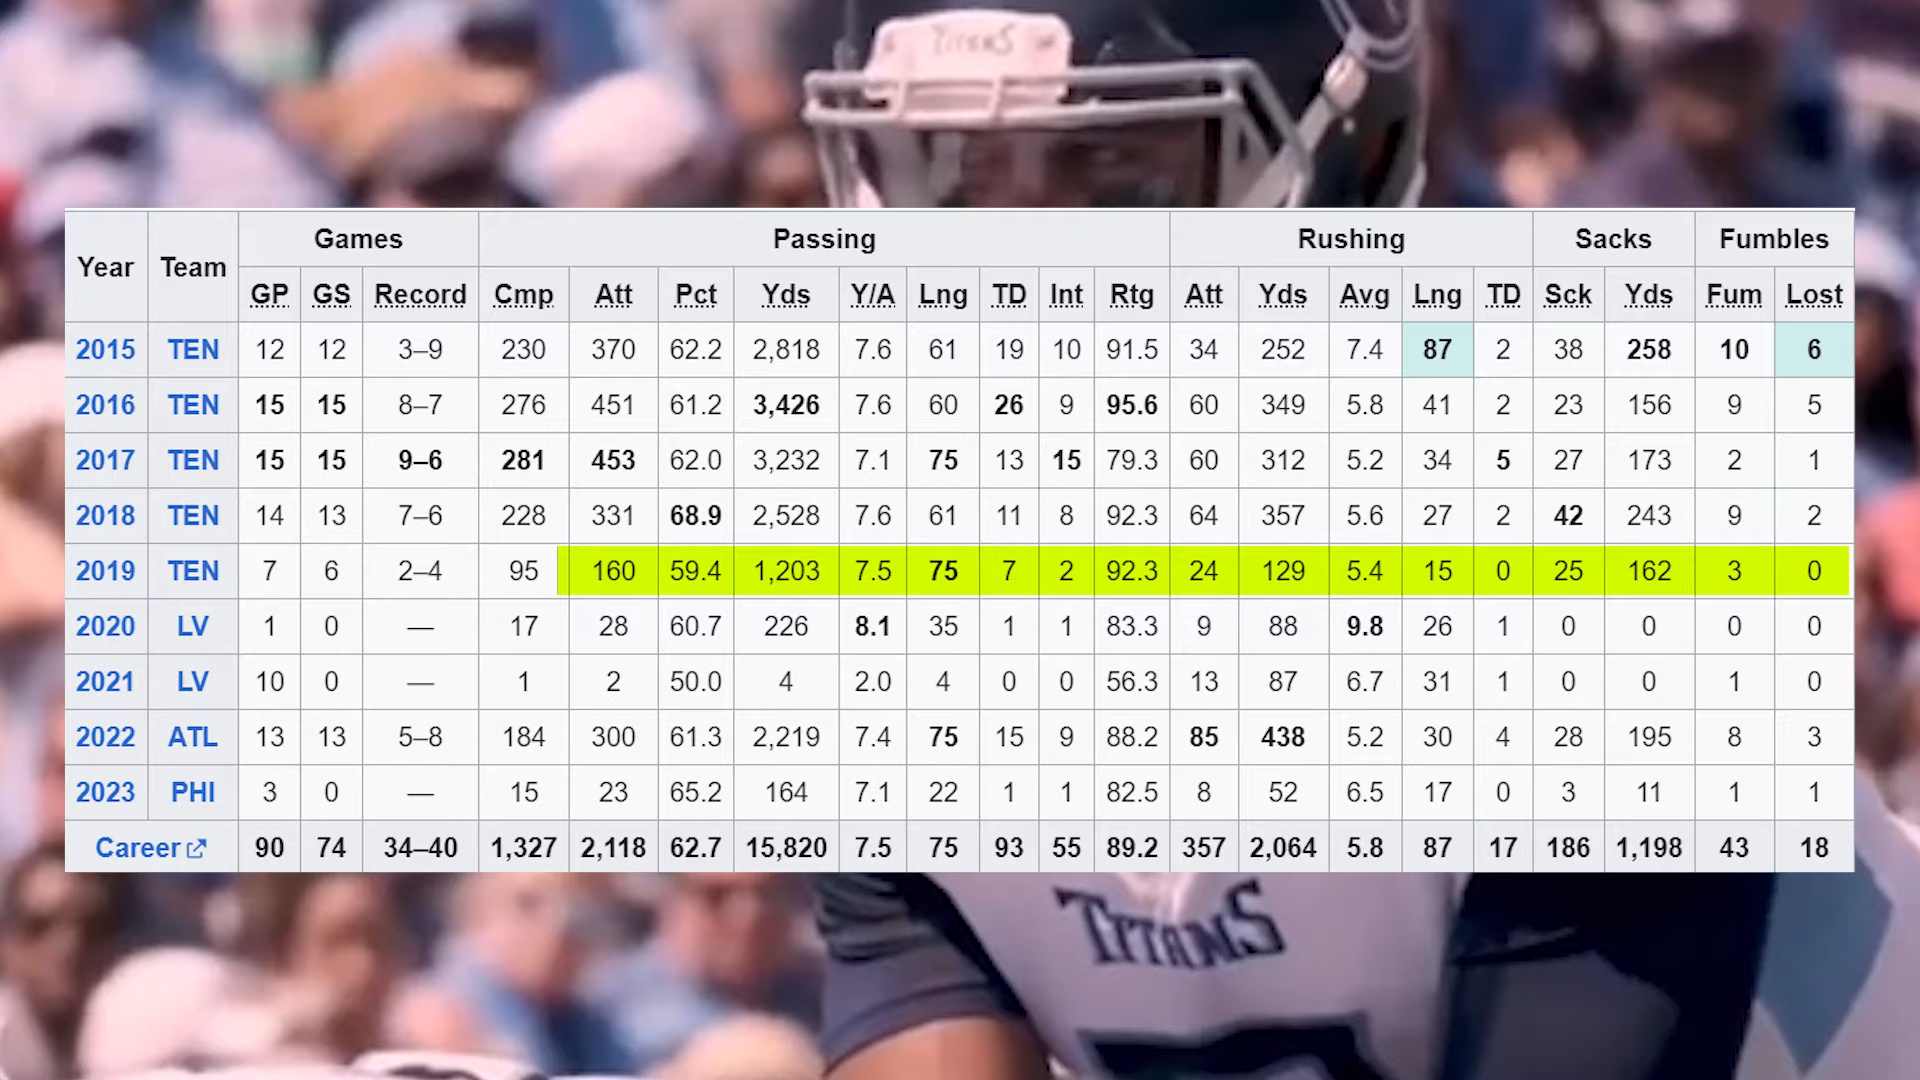 TITANS
Year Team Games Passing Rushing Sacks Fumbles
GP GS Record Cmp Att Pct Yds Y/A Lng TD Int Rtg Att Yds Avg Lng TD Sck Yds Fum Lost
2015 TEN 12 12 3–9 230 370 62.2 2,818 7.6 61 19 10 91.5 34 252 7.4 87 2 38 258 10 6
2016 TEN 15 15 8–7 276 451 61.2 3,426 7.6 60 26 9 95.6 60 349 5.8 41 2 23 156 9 5
2017 TEN 15 15 9–6 281 453 62.0 3,232 7.1 75 13 15 79.3 60 312 5.2 34 5 27 173 2 1
2018 TEN 14 13 7–6 228 331 68.9 2,528 7.6 61 11 8 92.3 64 357 5.6 27 2 42 243 9 2
2019 TEN 7 6 2–4 95 160 59.4 1,203 7.5 75 7 2 92.3 24 129 5.4 15 0 25 162 3 0
2020 LV 1 0 — 17 28 60.7 226 8.1 35 1 1 83.3 9 88 9.8 26 1 0 0 0 0
2021 LV 10 0 — 1 2 50.0 4 2.0 4 0 0 56.3 13 87 6.7 31 1 0 0 1 0
2022 ATL 13 13 5–8 184 300 61.3 2,219 7.4 75 15 9 88.2 85 438 5.2 30 4 28 195 8 3
2023 PHI 3 0 — 15 23 65.2 164 7.1 22 1 1 82.5 8 52 6.5 17 0 3 11 1 1
Career 90 74 34–40 1,327 2,118 62.7 15,820 7.5 75 93 55 89.2 357 2,064 5.8 87 17 186 1,198 43 18
TITANS